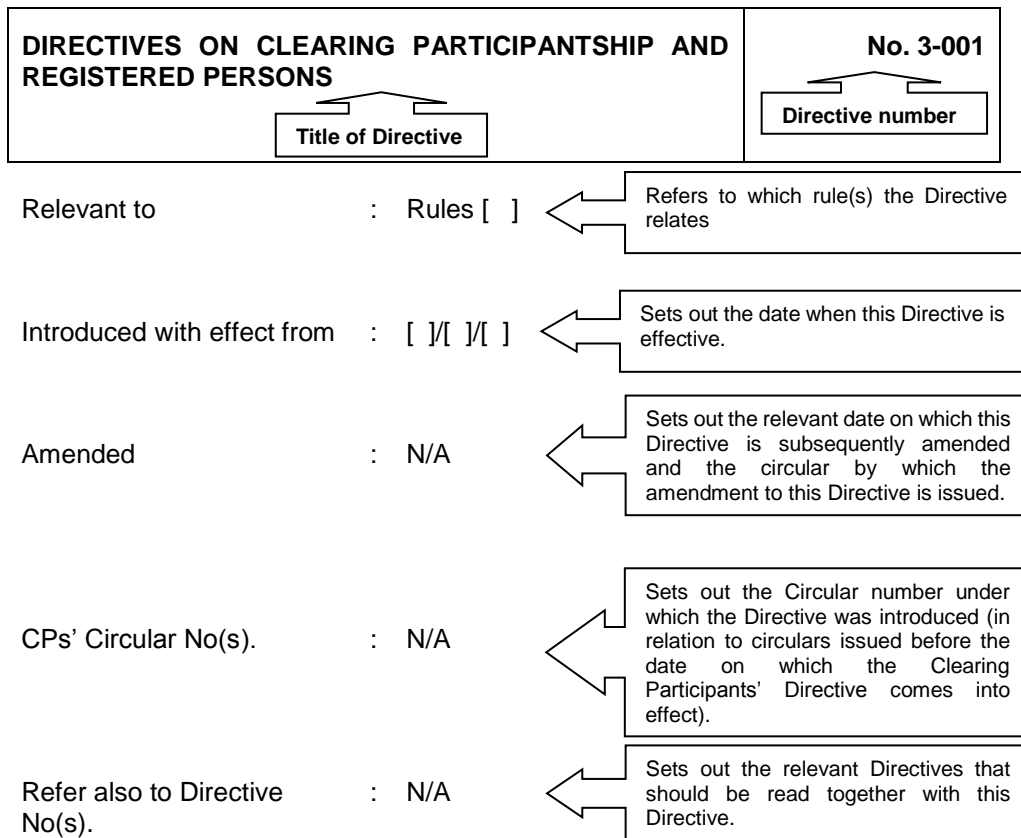 DIRECTIVES ON CLEARING PARTICIPANTSHIP AND
REGISTERED PERSONS
Title of Directive
No. 3-001
Directive number
Relevant to : Rules [ ]
Refers to which rule(s) the Directive
relates
Introduced with effect from : [ ]/[ ]/[ ]
Sets out the date when this Directive is
effective.
Amended : N/A
Sets out the relevant date on which this
Directive is subsequently amended
and the circular by which the
amendment to this Directive is issued.
CPs’ Circular No(s). : N/A
Sets out the Circular number under
which the Directive was introduced (in
relation to circulars issued before the
date on which the Clearing
Participants’ Directive comes into
effect).
Refer also to Directive : N/A
No(s).
Sets out the relevant Directives that
should be read together with this
Directive.